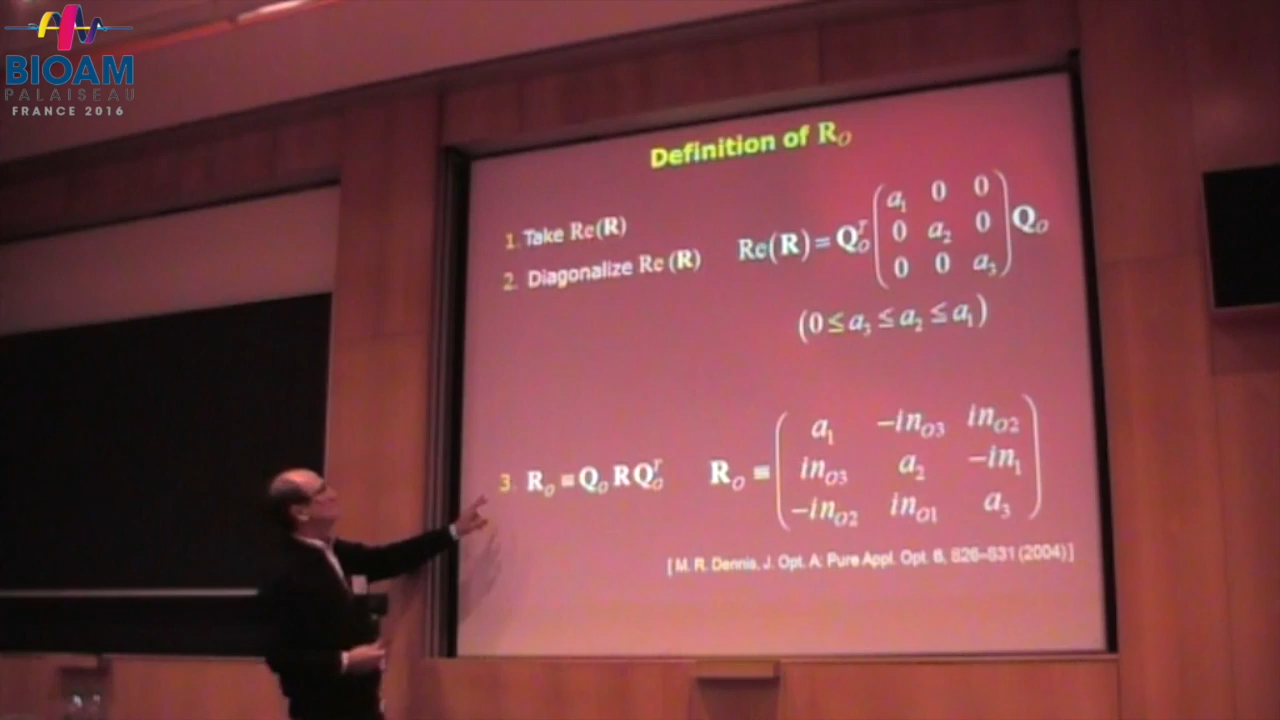 BIOAM
PALAISEAU
FRANCE 2016
Definition of R_O
1. Take Re(R)
2. Diagonalize Re (R)
Re(R) = Q_O^T ( a_1 0 0
0 a_2 0
0 0 a_3 ) Q_O
(0 ≤ a_3 ≤ a_2 ≤ a_1)
3. R_O ≡ Q_O R Q_O^T
R_O ≡ ( a_1 −in_O3 in_O2
in_O3 a_2 −in_1
−in_O2 in_O1 a_3 )
[ M. R. Dennis, J. Opt. A: Pure Appl. Opt. 6, S26–S31 (2004) ]